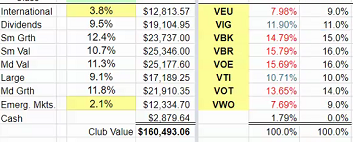 International 3.8% $12,813.57 VEU 7.98% 9.0%
Dividends 9.5% $19,104.95 VIG 11.90% 11.0%
Sm Grth 12.4% $23,737.00 VBK 14.79% 15.0%
Sm Val 10.7% $25,346.00 VBR 15.79% 16.0%
Md Val 11.3% $25,177.60 VOE 15.69% 16.0%
Large 9.1% $17,189.25 VTI 10.71% 10.0%
Md Grth 11.8% $21,910.35 VOT 13.65% 14.0%
Emerg. Mkts. 2.1% $12,334.70 VWO 7.69% 9.0%
Cash $2,879.64 1.79% 0.0%
Club Value $160,493.06 100.0% 100.0%